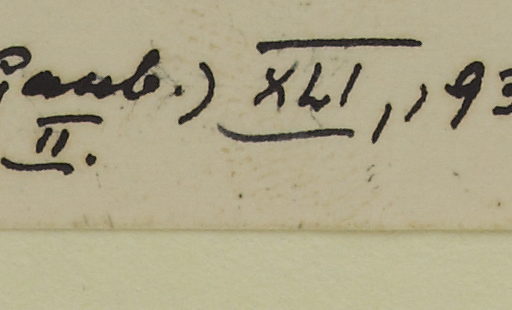 Gaub.) XLI, 193
II.